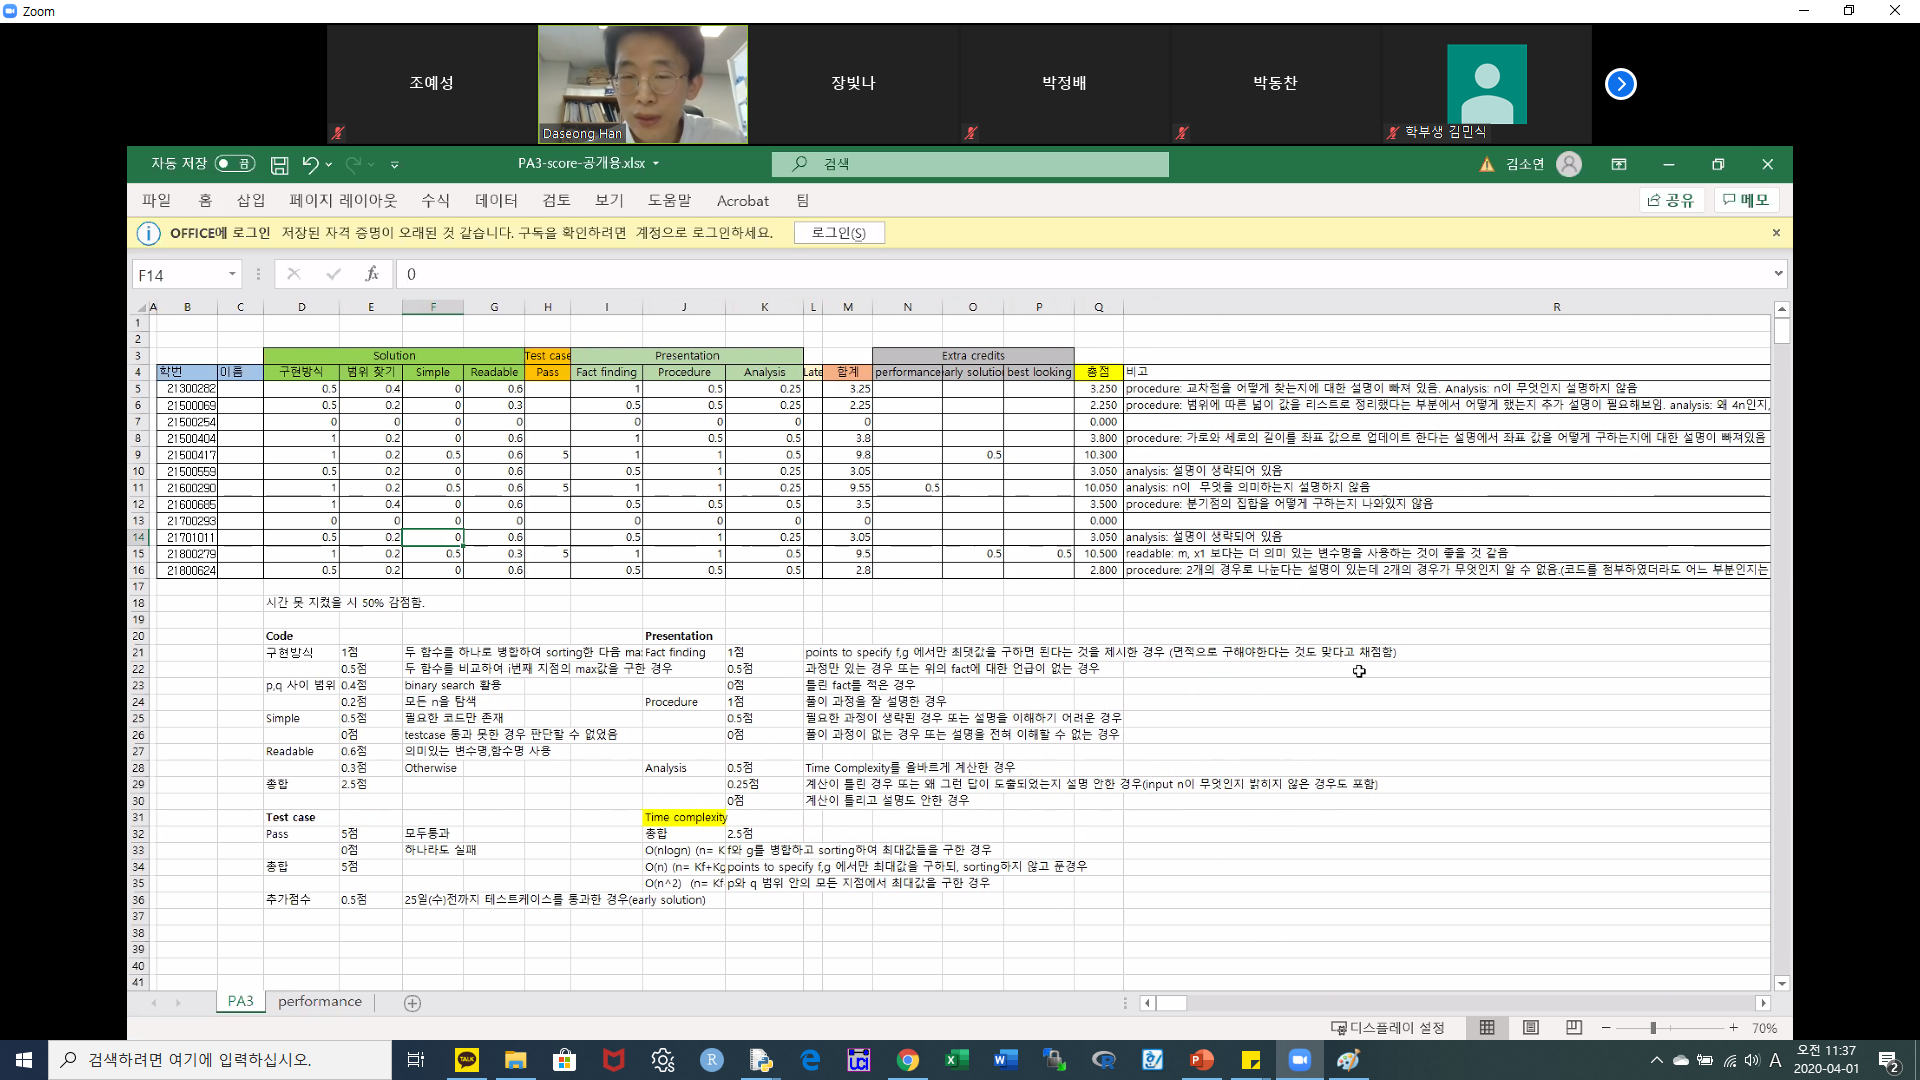 Zoom
조예성
Daseong Han
장빛나
박정배
박동찬
학부생 김민식
자동 저장 끔 PA3-score-공개용.xlsx 검색 김소연
파일 홈 삽입 페이지 레이아웃 수식 데이터 검토 보기 도움말 Acrobat 팀 공유 메모
OFFICE에 로그인 저장된 자격 증명이 오래된 것 같습니다. 구독을 확인하려면 계정으로 로그인하세요. 로그인(S)
F14 fx 0
A B C D E F G H I J K L M N O P Q R
1
2
3 Solution Test case Presentation Extra credits
4 학번 이름 구현방식 범위 찾기 Simple Readable Pass Fact finding Procedure Analysis Late 합계 performance early solution best looking 총점 비고
5 21300282 0.5 0.4 0 0.6 1 0.5 0.25 3.25 3.250 procedure: 교차점을 어떻게 찾는지에 대한 설명이 빠져 있음. Analysis: n이 무엇인지 설명하지 않음
6 21500069 0.5 0.2 0 0.3 0.5 0.5 0.25 2.25 2.250 procedure: 범위에 따른 넓이 값을 리스트로 정리했다는 부분에서 어떻게 했는지 추가 설명이 필요해보임. analysis: 왜 4n인지,
7 21500254 0 0 0 0 0 0 0 0 0.000
8 21500404 1 0.2 0 0.6 1 0.5 0.5 3.8 3.800 procedure: 가로와 세로의 길이를 좌표 값으로 업데이트 한다는 설명에서 좌표 값을 어떻게 구하는지에 대한 설명이 빠져있음
9 21500417 1 0.2 0.5 0.6 5 1 1 0.5 9.8 0.5 10.300
10 21500559 0.5 0.2 0 0.6 0.5 1 0.25 3.05 3.050 analysis: 설명이 생략되어 있음
11 21600290 1 0.2 0.5 0.6 5 1 1 0.25 9.55 0.5 10.050 analysis: n이 무엇을 의미하는지 설명하지 않음
12 21600685 1 0.4 0 0.6 0.5 0.5 0.5 3.5 3.500 procedure: 분기점의 집합을 어떻게 구하는지 나와있지 않음
13 21700293 0 0 0 0 0 0 0 0 0.000
14 21701011 0.5 0.2 0 0.6 0.5 1 0.25 3.05 3.050 analysis: 설명이 생략되어 있음
15 21800279 1 0.2 0.5 0.3 5 1 1 0.5 9.5 0.5 0.5 10.500 readable: m, x1 보다는 더 의미 있는 변수명을 사용하는 것이 좋을 것 같음
16 21800624 0.5 0.2 0 0.6 0.5 0.5 0.5 2.8 2.800 procedure: 2개의 경우로 나눈다는 설명이 있는데 2개의 경우가 무엇인지 알 수 없음.(코드를 첨부하였더라도 어느 부분인지는
17
18 시간 못 지켰을 시 50% 감점함.
19
20 Code Presentation
21 구현방식 1점 두 함수를 하나로 병합하여 sorting한 다음 ma Fact finding 1점 points to specify f,g 에서만 최댓값을 구하면 된다는 것을 제시한 경우 (면적으로 구해야한다는 것도 맞다고 채점함)
22 0.5점 두 함수를 비교하여 i번째 지점의 max값을 구한 경우 0.5점 과정만 있는 경우 또는 위의 fact에 대한 언급이 없는 경우
23 p,q 사이 범위 0.4점 binary search 활용 0점 틀린 fact를 적은 경우
24 0.2점 모든 n을 탐색 Procedure 1점 풀이 과정을 잘 설명한 경우
25 Simple 0.5점 필요한 코드만 존재 0.5점 필요한 과정이 생략된 경우 또는 설명을 이해하기 어려운 경우
26 0점 testcase 통과 못한 경우 판단할 수 없었음 0점 풀이 과정이 없는 경우 또는 설명을 전혀 이해할 수 없는 경우
27 Readable 0.6점 의미있는 변수명,함수명 사용
28 0.3점 Otherwise Analysis 0.5점 Time Complexity를 올바르게 계산한 경우
29 총합 2.5점 0.25점 계산이 틀린 경우 또는 왜 그런 답이 도출되었는지 설명 안한 경우(input n이 무엇인지 밝히지 않은 경우도 포함)
30 0점 계산이 틀리고 설명도 안한 경우
31 Test case Time complexity
32 Pass 5점 모두통과 총합 2.5점
33 0점 하나라도 실패 O(nlogn) (n= K f와 g를 병합하고 sorting하여 최대값들을 구한 경우
34 총합 5점 O(n) (n= Kf+Kg points to specify f,g 에서만 최대값을 구하되, sorting하지 않고 푼경우
35 O(n^2) (n= Kf p와 q 범위 안의 모든 지점에서 최대값을 구한 경우
36 추가점수 0.5점 25일(수)전까지 테스트케이스를 통과한 경우(early solution)
37
38
39
40
41
PA3 performance
디스플레이 설정 70%
검색하려면 여기에 입력하십시오.
A 오전 11:37
2020-04-01
2